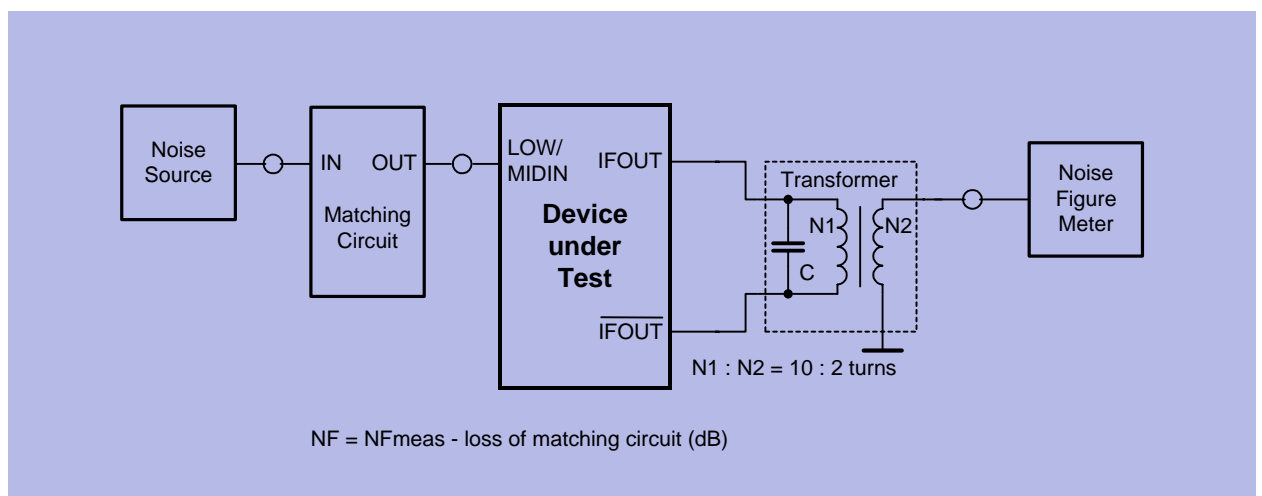 Noise
Source
IN
OUT
Matching
Circuit
LOW/
MIDIN
IFOUT
Device
under
Test
IFOUT
Transformer
N1
N2
C
N1 : N2 = 10 : 2 turns
Noise
Figure
Meter
NF = NFmeas - loss of matching circuit (dB)